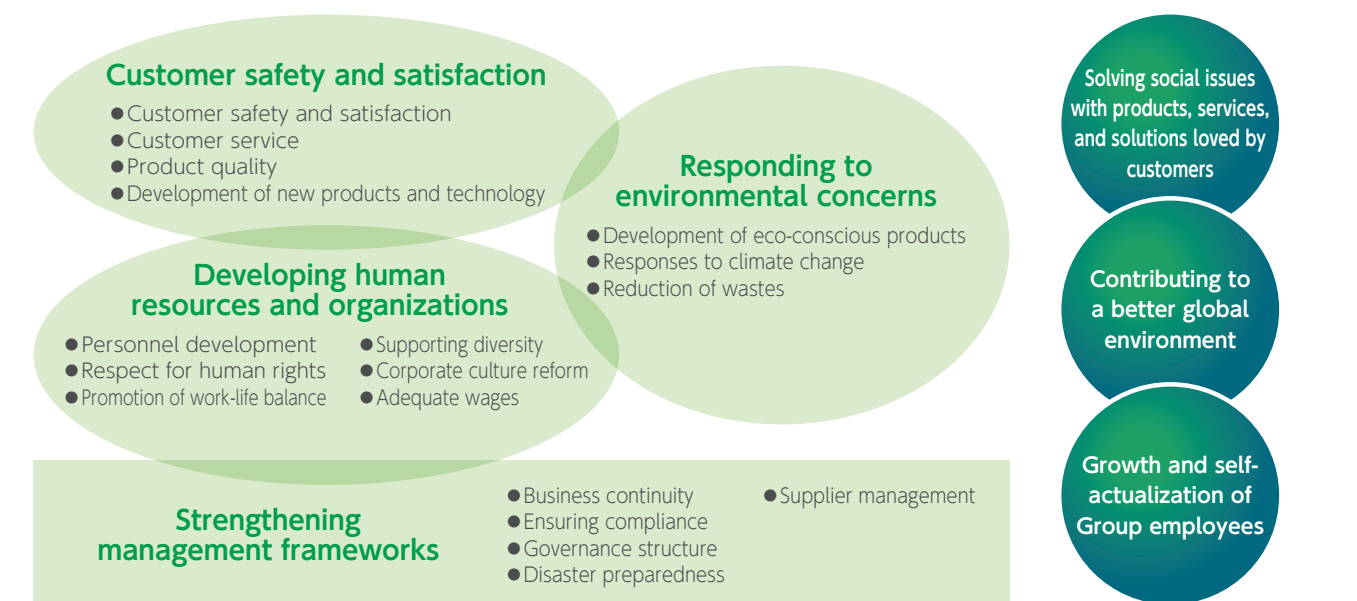 Customer safety and satisfaction
●Customer safety and satisfaction
●Customer service
●Product quality
●Development of new products and technology
Responding to
environmental concerns
●Development of eco-conscious products
●Responses to climate change
●Reduction of wastes
Developing human
resources and organizations
●Personnel development
●Respect for human rights
●Promotion of work-life balance
●Supporting diversity
●Corporate culture reform
●Adequate wages
Strengthening
management frameworks
●Business continuity
●Ensuring compliance
●Governance structure
●Disaster preparedness
●Supplier management
Solving social issues
with products, services,
and solutions loved by
customers
Contributing to
a better global
environment
Growth and self-
actualization of
Group employees